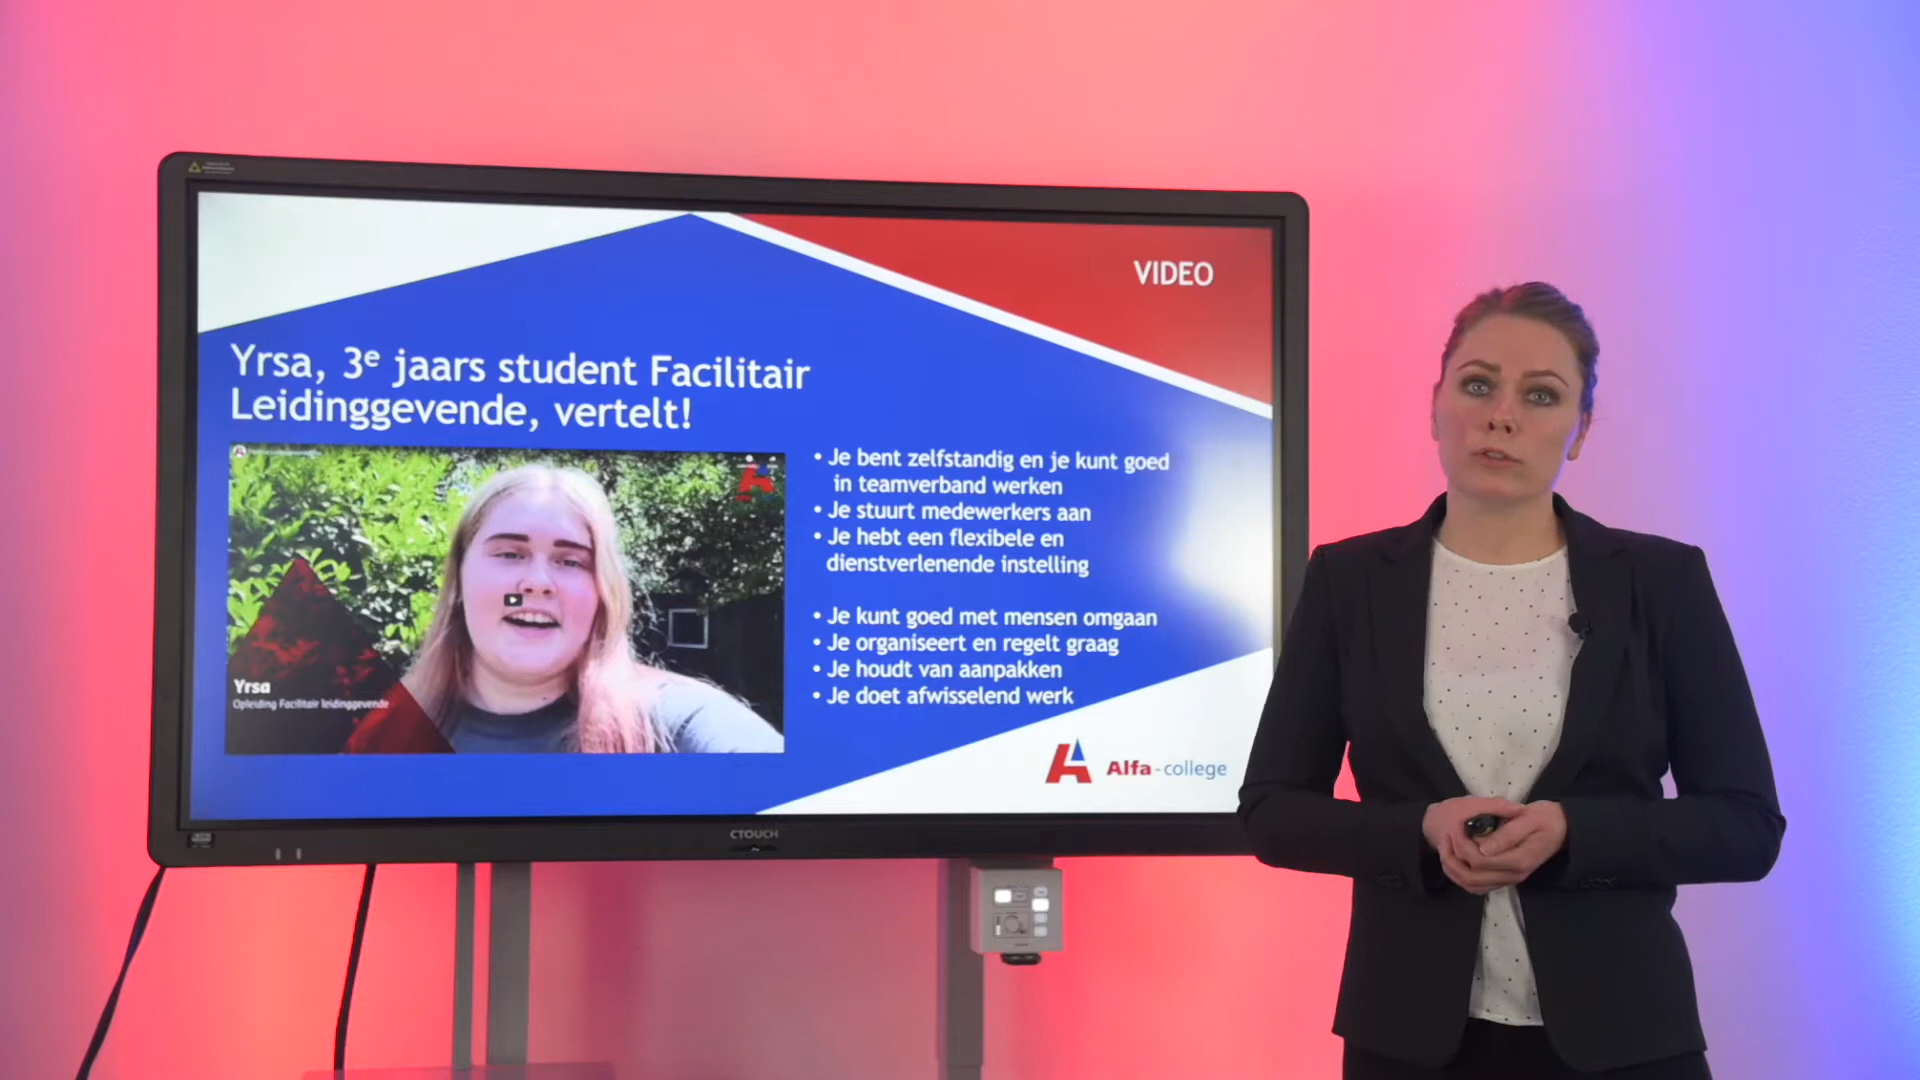 VIDEO
Yrsa, 3e jaars student Facilitair
Leidinggevende, vertelt!
• Je bent zelfstandig en je kunt goed
in teamverband werken
• Je stuurt medewerkers aan
• Je hebt een flexibele en
dienstverlenende instelling
• Je kunt goed met mensen omgaan
• Je organiseert en regelt graag
• Je houdt van aanpakken
• Je doet afwisselend werk
Yrsa
Opleiding Facilitair leidinggevende
Alfa-college
CTOUCH